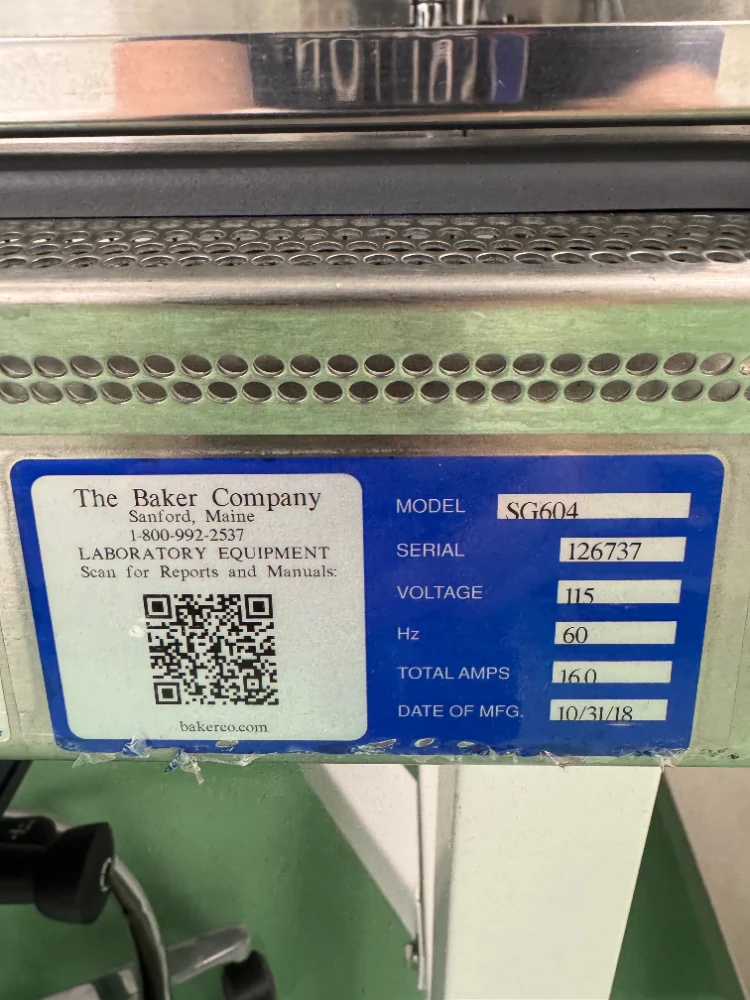 The Baker Company
Sanford, Maine
1-800-992-2537
LABORATORY EQUIPMENT
Scan for Reports and Manuals:
bakerco.com
MODEL SG604
SERIAL 126737
VOLTAGE 115
Hz 60
TOTAL AMPS 16.0
DATE OF MFG. 10/31/18